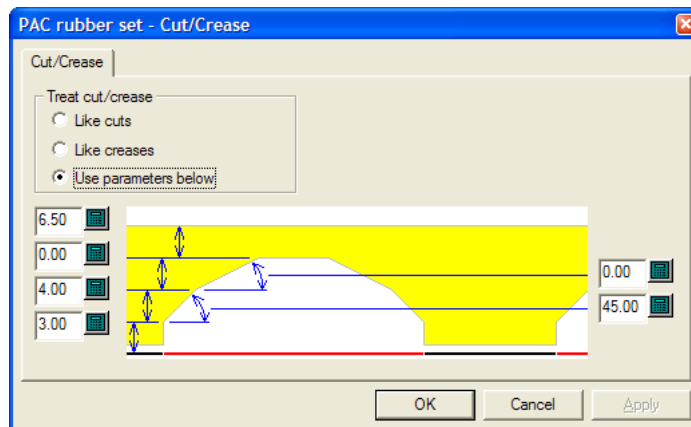 PAC rubber set - Cut/Crease
Cut/Crease
Treat cut/crease
Like cuts
Like creases
Use parameters below
6.50
0.00
4.00
3.00
0.00
45.00
OK
Cancel
Apply